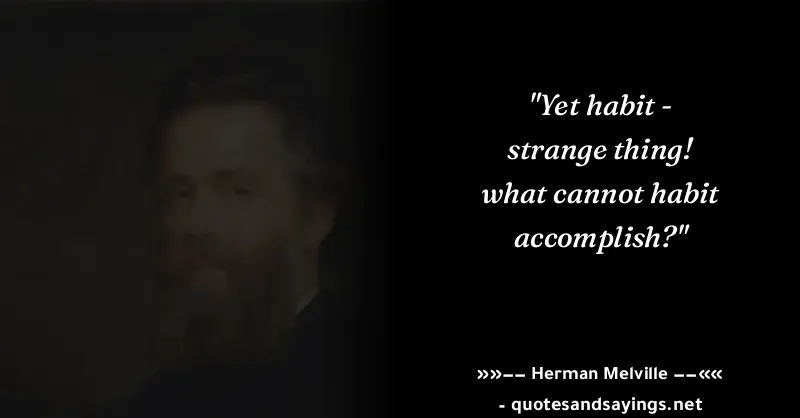 "Yet habit -
strange thing!
what cannot habit
accomplish?"
»»–– Herman Melville ––««
- quotesandsayings.net